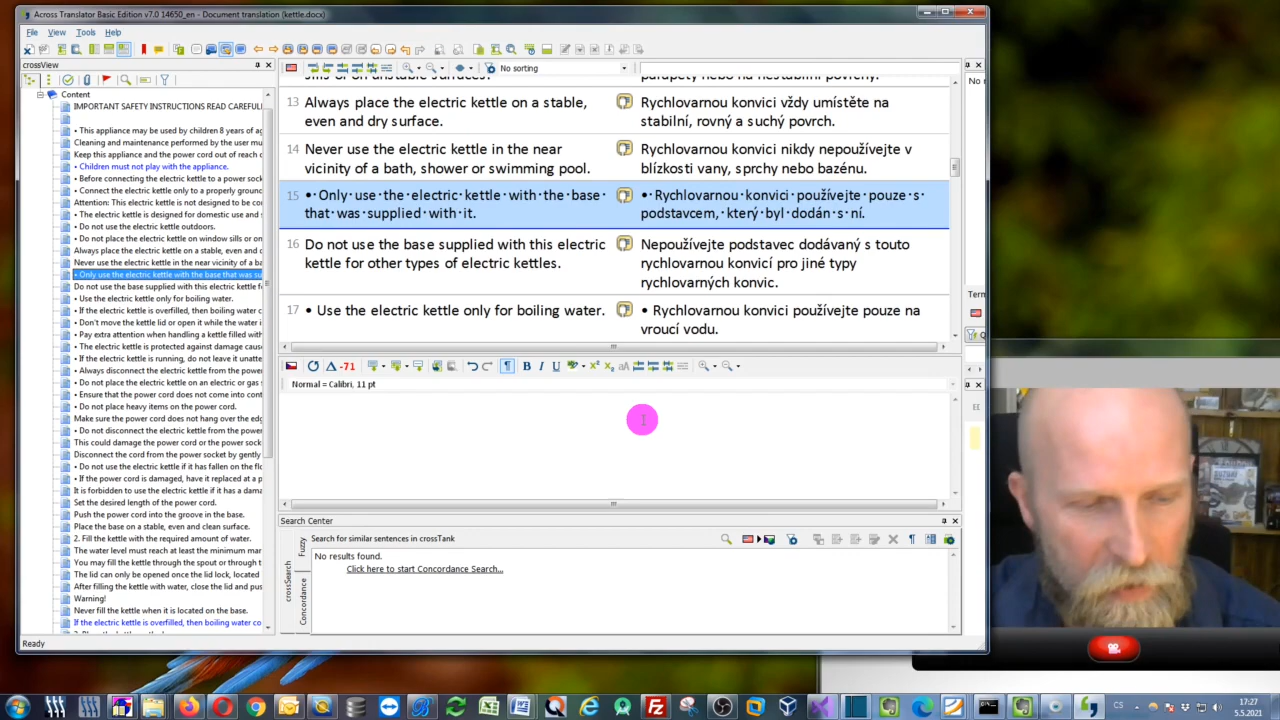 Across Translator Basic Edition v7.0 14650_en - Document translation (kettle.docx)
File View Tools Help
crossView
Content
IMPORTANT SAFETY INSTRUCTIONS READ CAREFUL
• This appliance may be used by children 8 years of ag
Cleaning and maintenance performed by the user mu
Keep this appliance and the power cord out of reach
• Children must not play with the appliance.
• Before connecting the electric kettle to a power sock
• Connect the electric kettle only to a properly ground
Attention: This electric kettle is not designed to be co
• The electric kettle is designed for domestic use and s
• Do not use the electric kettle outdoors.
• Do not place the electric kettle on window sills or on
Always place the electric kettle on a stable, even and
Never use the electric kettle in the near vicinity of a ba
• Only use the electric kettle with the base that was su
Do not use the base supplied with this electric kettle f
• Use the electric kettle only for boiling water.
• If the electric kettle is overfilled, then boiling water c
• Don't move the kettle lid or open it while the water i
• Pay extra attention when handling a kettle filled with
• The electric kettle is protected against damage caus
• If the electric kettle is running, do not leave it unatte
• Always disconnect the electric kettle from the power
• Do not place the electric kettle on an electric or gas
• Ensure that the power cord does not come into cont
• Do not place heavy items on the power cord.
Make sure the power cord does not hang over the edg
• Do not disconnect the electric kettle from the power
This could damage the power cord or the power sock
Disconnect the cord from the power socket by gently
• Do not use the electric kettle if it has fallen on the flo
• If the power cord is damaged, have it replaced at a p
It is forbidden to use the electric kettle if it has a dama
Set the desired length of the power cord.
Push the power cord into the groove in the base.
Place the base on a stable, even and clean surface.
2. Fill the kettle with the required amount of water.
The water level must reach at least the minimum mar
You may fill the kettle through the spout or through t
The lid can only be opened once the lid lock, located
After filling the kettle with water, close the lid and pus
Warning!
Never fill the kettle when it is located on the base.
If the electric kettle is overfilled, then boiling water co
No sorting
parapety nebo na nestabilní povrchy.
13 Always place the electric kettle on a stable,
even and dry surface.
Rychlovarnou konvici vždy umístěte na
stabilní, rovný a suchý povrch.
14 Never use the electric kettle in the near
vicinity of a bath, shower or swimming pool.
Rychlovarnou konvici nikdy nepoužívejte v
blízkosti vany, sprchy nebo bazénu.
15 •·Only·use·the·electric·kettle·with·the·base·
that·was·supplied·with·it.
•·Rychlovarnou·konvici·používejte·pouze·s·
podstavcem,·který·byl·dodán·s·ní.
16 Do not use the base supplied with this electric
kettle for other types of electric kettles.
Nepoužívejte podstavec dodávaný s touto
rychlovarnou konvicí pro jiné typy
rychlovarných konvic.
17 • Use the electric kettle only for boiling water.
• Rychlovarnou konvici používejte pouze na
vroucí vodu.
-71
B I U
Normal = Calibri, 11 pt
Search Center
Search for similar sentences in crossTank
No results found.
Click here to start Concordance Search...
Fuzzy
crossSearch
Concordance
No r
Term
Ready
CS
17:27
5.5.2021